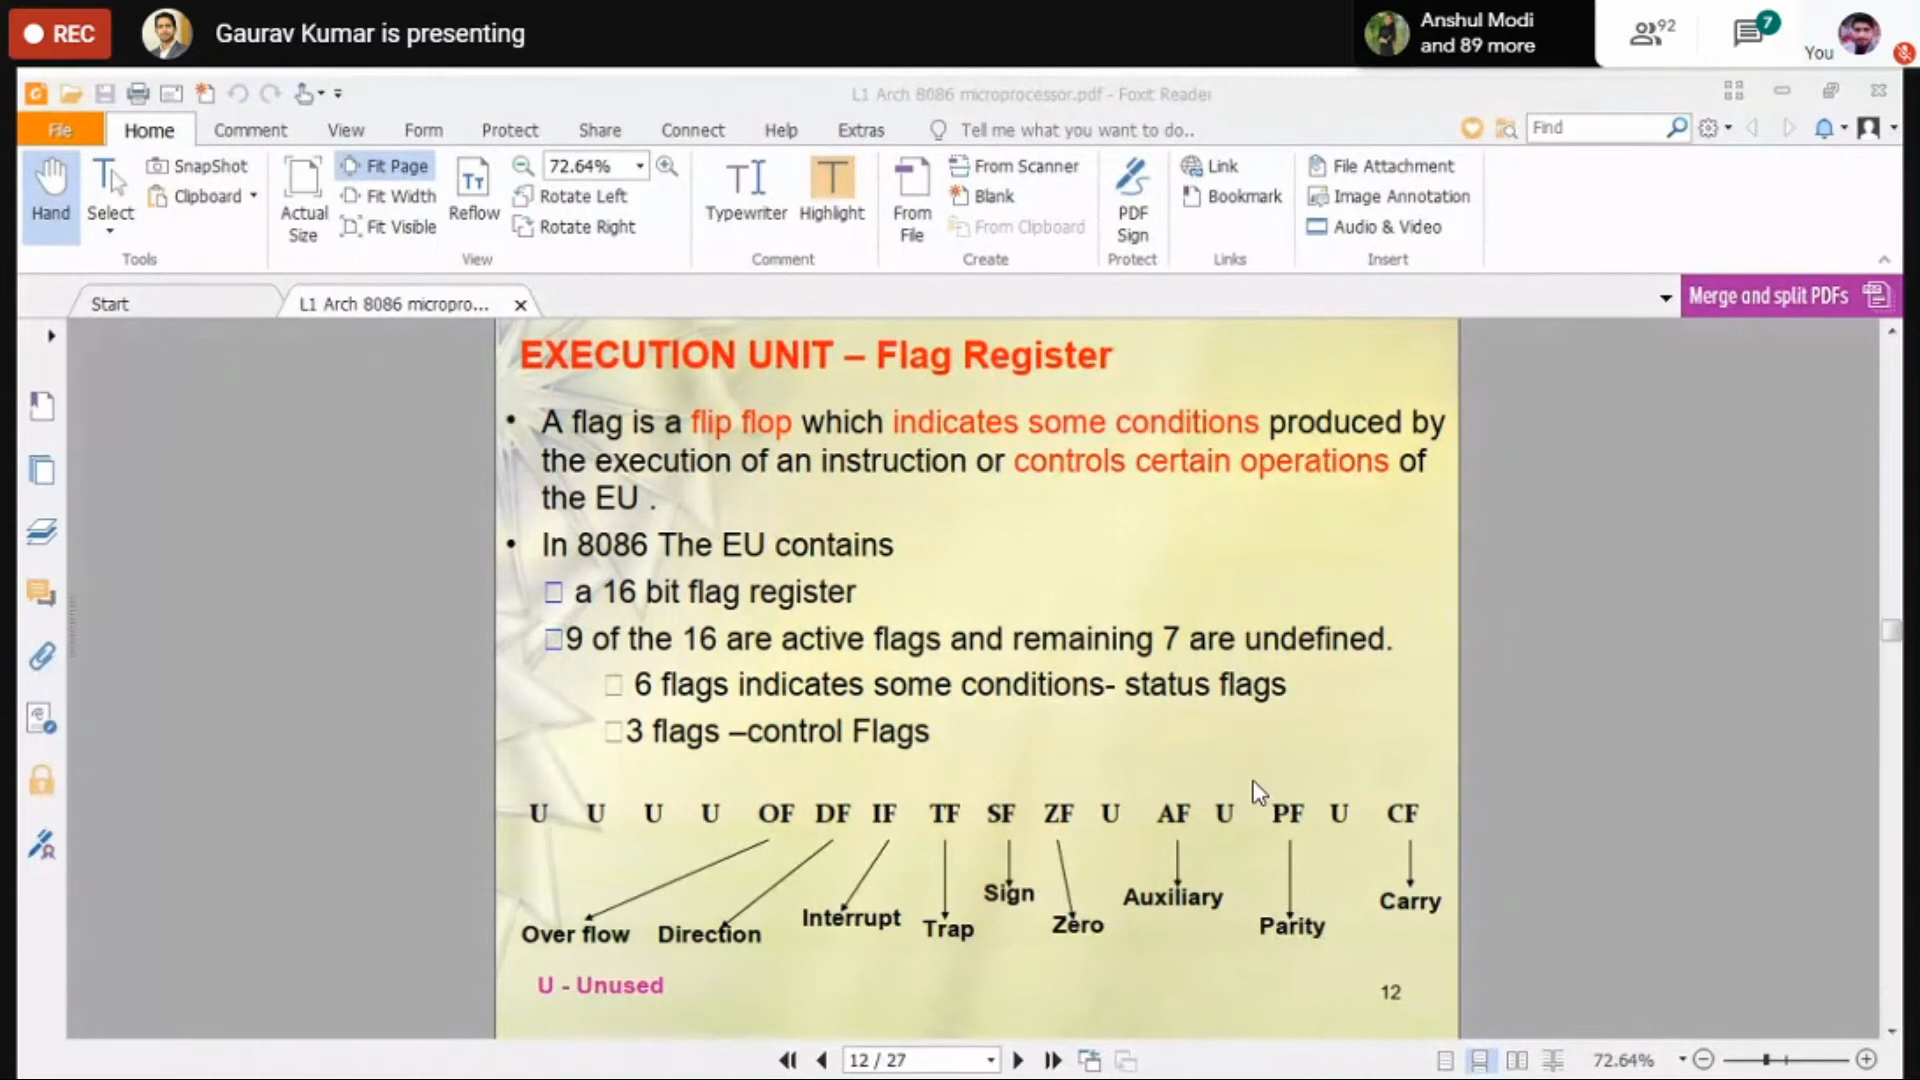 REC
Gaurav Kumar is presenting
Anshul Modi
and 89 more
92
7
You
L1 Arch 8086 microprocessor.pdf - Foxit Reader
File
Home
Comment
View
Form
Protect
Share
Connect
Help
Extras
Tell me what you want to do..
Find
Hand
Select
SnapShot
Clipboard
Tools
Actual
Size
Fit Page
Fit Width
Fit Visible
Reflow
72.64%
Rotate Left
Rotate Right
View
Typewriter
Highlight
Comment
From
File
From Scanner
Blank
From Clipboard
Create
PDF
Sign
Protect
Link
Bookmark
Links
File Attachment
Image Annotation
Audio & Video
Insert
Start
L1 Arch 8086 micropro...
Merge and split PDFs
EXECUTION UNIT – Flag Register
• A flag is a flip flop which indicates some conditions produced by
the execution of an instruction or controls certain operations of
the EU .
• In 8086 The EU contains
a 16 bit flag register
9 of the 16 are active flags and remaining 7 are undefined.
6 flags indicates some conditions- status flags
3 flags –control Flags
U U U U OF DF IF TF SF ZF U AF U PF U CF
Over flow
Direction
Interrupt
Trap
Sign
Zero
Auxiliary
Parity
Carry
U - Unused
12
12 / 27
72.64%